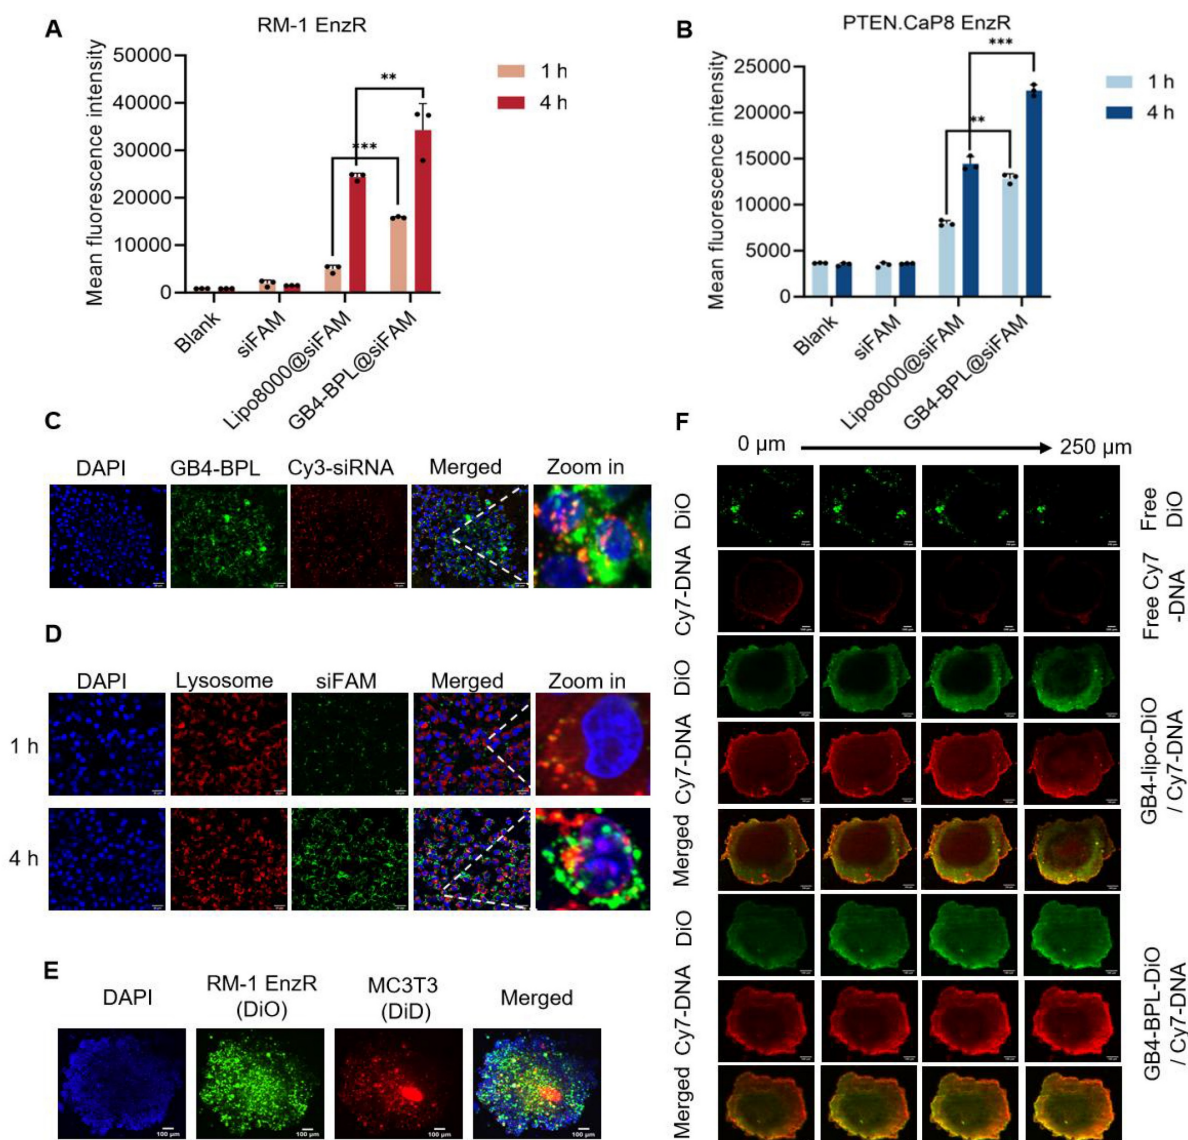 A
RM-1 EnzR
Mean fluorescence intensity
50000
40000
30000
20000
10000
0
**
***
1 h
4 h
Blank
siFAM
Lipo8000@siFAM
GB4-BPL@siFAM
B
PTEN.CaP8 EnzR
Mean fluorescence intensity
25000
20000
15000
10000
5000
0
***
**
1 h
4 h
Blank
siFAM
Lipo8000@siFAM
GB4-BPL@siFAM
C
DAPI GB4-BPL Cy3-siRNA Merged Zoom in
D
DAPI Lysosome siFAM Merged Zoom in
1 h
4 h
E
DAPI
RM-1 EnzR
(DiO)
MC3T3
(DiD)
Merged
100 μm
100 μm
100 μm
100 μm
F
0 μm 250 μm
DiO
Cy7-DNA
DiO
Cy7-DNA
Merged
DiO
Cy7-DNA
Merged
Free
DiO
Free Cy7
-DNA
GB4-lipo-DiO
/ Cy7-DNA
GB4-BPL-DiO
/ Cy7-DNA